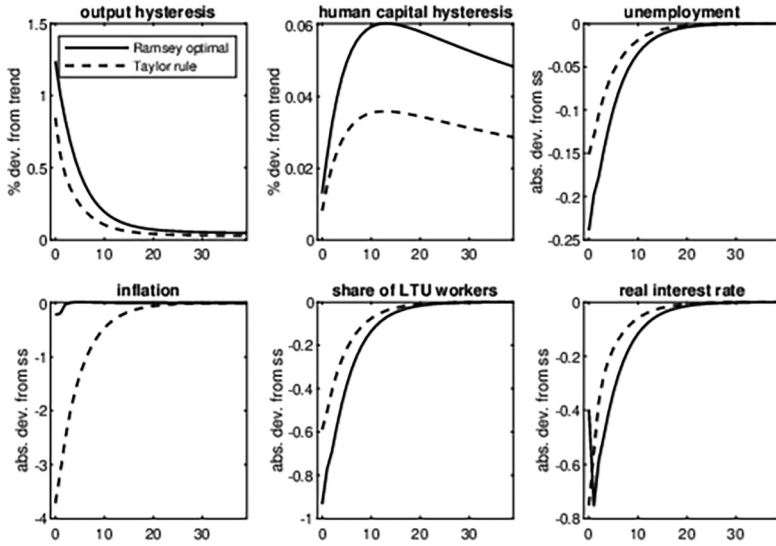 output hysteresis
human capital hysteresis
unemployment
1.5
1
0.5
0
% dev. from trend
Ramsey optimal
Taylor rule
0 10 20 30
0.06
0.04
0.02
0
% dev. from trend
0 10 20 30
0
-0.05
-0.1
-0.15
-0.2
-0.25
abs. dev. from ss
0 10 20 30
inflation
share of LTU workers
real interest rate
0
-1
-2
-3
-4
abs. dev. from ss
0 10 20 30
0
-0.2
-0.4
-0.6
-0.8
-1
abs. dev. from ss
0 10 20 30
0
-0.2
-0.4
-0.6
-0.8
abs. dev. from ss
0 10 20 30